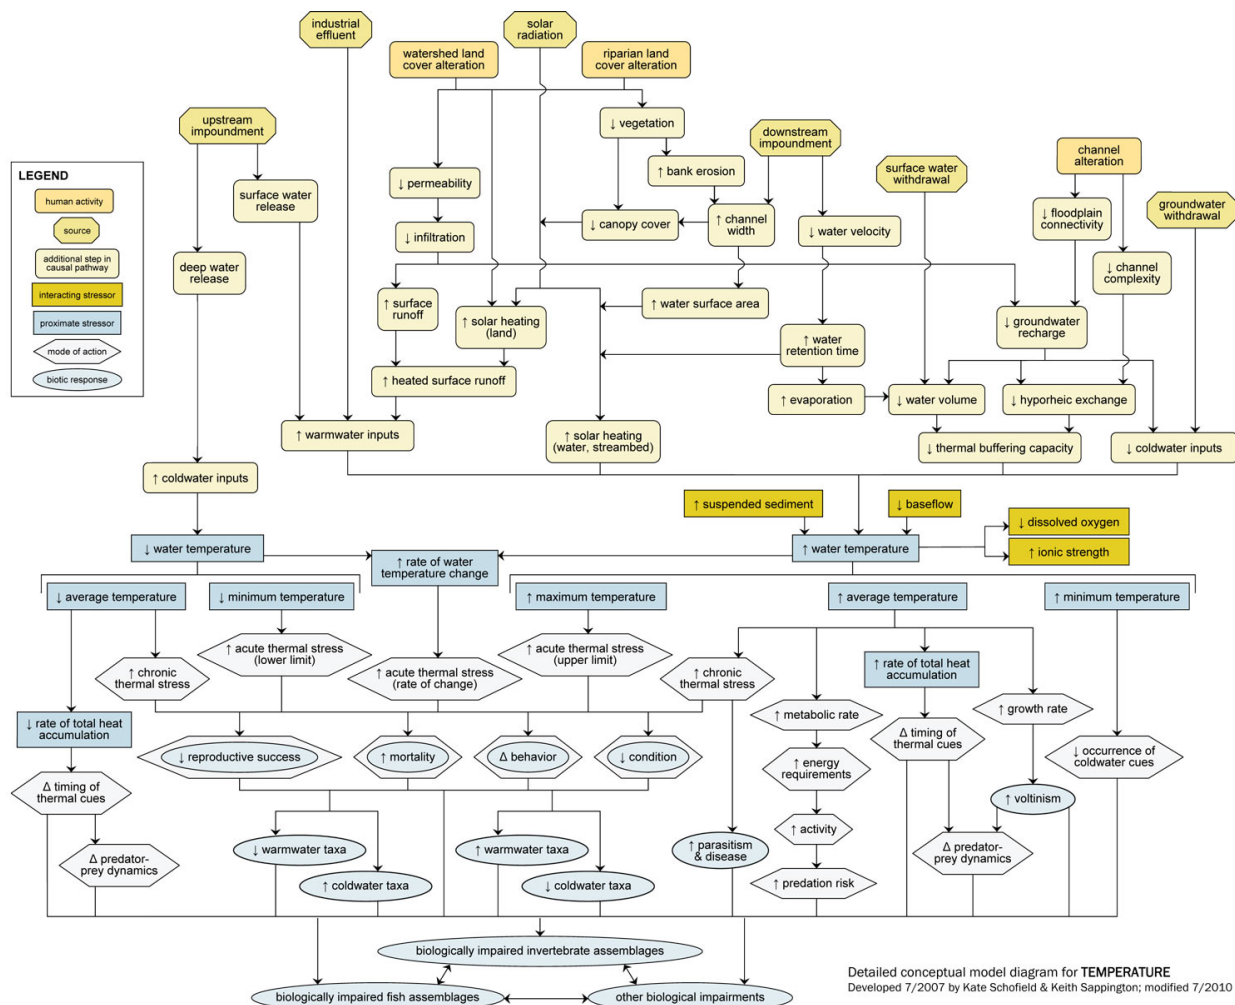 industrial
effluent
solar
radiation
watershed land
cover alteration
riparian land
cover alteration
upstream
impoundment
↓ vegetation
downstream
impoundment
channel
alteration
LEGEND
human activity
source
additional step in
causal pathway
interacting stressor
proximate stressor
mode of action
biotic response
surface water
release
↓ permeability
↑ bank erosion
surface water
withdrawal
groundwater
withdrawal
deep water
release
↓ infiltration
↓ canopy cover
↑ channel
width
↓ water velocity
↓ floodplain
connectivity
↓ channel
complexity
↑ surface
runoff
↑ solar heating
(land)
↑ water surface area
↑ water
retention time
↓ groundwater
recharge
↑ heated surface runoff
↑ evaporation
↓ water volume
↓ hyporheic exchange
↑ warmwater inputs
↑ solar heating
(water, streambed)
↓ thermal buffering capacity
↓ coldwater inputs
↑ coldwater inputs
↑ suspended sediment
↓ baseflow
↓ dissolved oxygen
↑ ionic strength
↓ water temperature
↑ rate of water
temperature change
↑ water temperature
↓ average temperature
↓ minimum temperature
↑ maximum temperature
↑ average temperature
↑ minimum temperature
↑ chronic
thermal stress
↑ acute thermal stress
(lower limit)
↑ acute thermal stress
(rate of change)
↑ acute thermal stress
(upper limit)
↑ chronic
thermal stress
↑ rate of total heat
accumulation
↓ rate of total heat
accumulation
↑ metabolic rate
↑ growth rate
↓ reproductive success
↑ mortality
Δ behavior
↓ condition
↑ energy
requirements
Δ timing of
thermal cues
↓ occurrence of
coldwater cues
Δ timing of
thermal cues
↑ voltinism
↑ activity
Δ predator-
prey dynamics
↓ warmwater taxa
↑ coldwater taxa
↑ warmwater taxa
↓ coldwater taxa
↑ parasitism
& disease
↑ predation risk
Δ predator-
prey dynamics
biologically impaired invertebrate assemblages
biologically impaired fish assemblages
other biological impairments
Detailed conceptual model diagram for TEMPERATURE
Developed 7/2007 by Kate Schofield & Keith Sappington; modified 7/2010